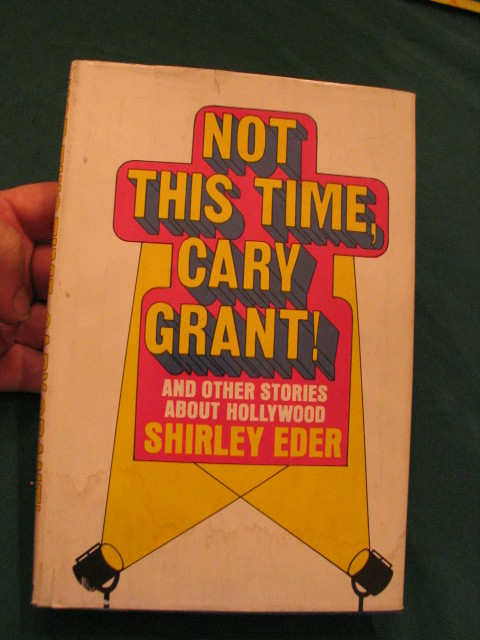 NOT
THIS TIME,
CARY
GRANT!
AND OTHER STORIES
ABOUT HOLLYWOOD
SHIRLEY EDER